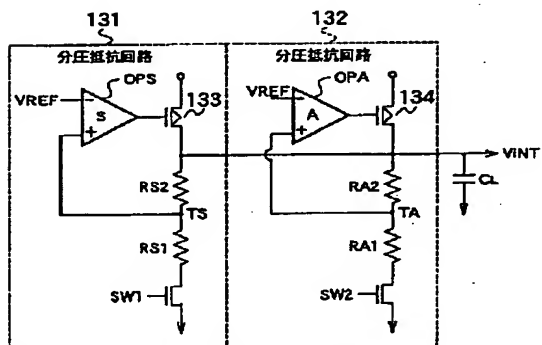 131
132
分圧抵抗回路
分圧抵抗回路
OPS
OPA
VREF
VREF
S
A
−
+
−
+
133
134
VINT
CL
RS2
RA2
TS
TA
RS1
RA1
SW1
SW2